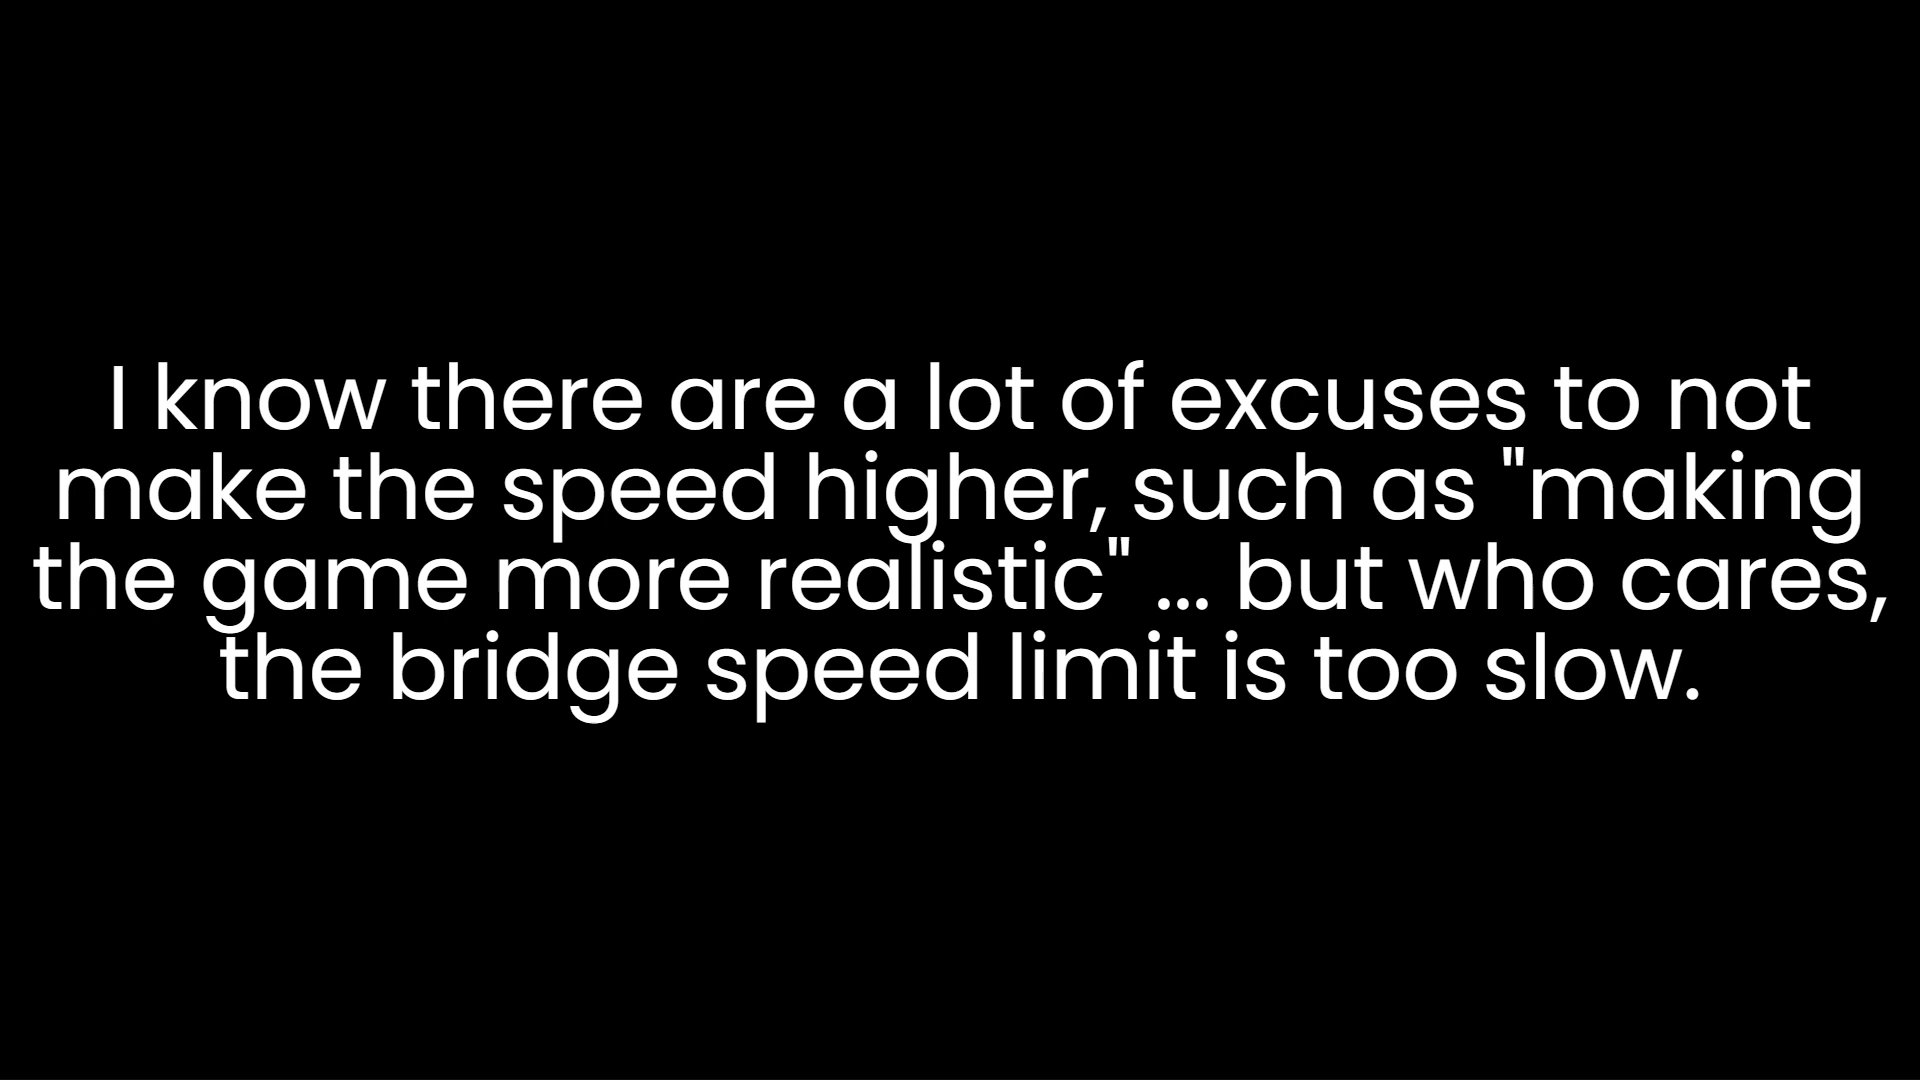 I know there are a lot of excuses to not
make the speed higher, such as "making
the game more realistic" ... but who cares,
the bridge speed limit is too slow.